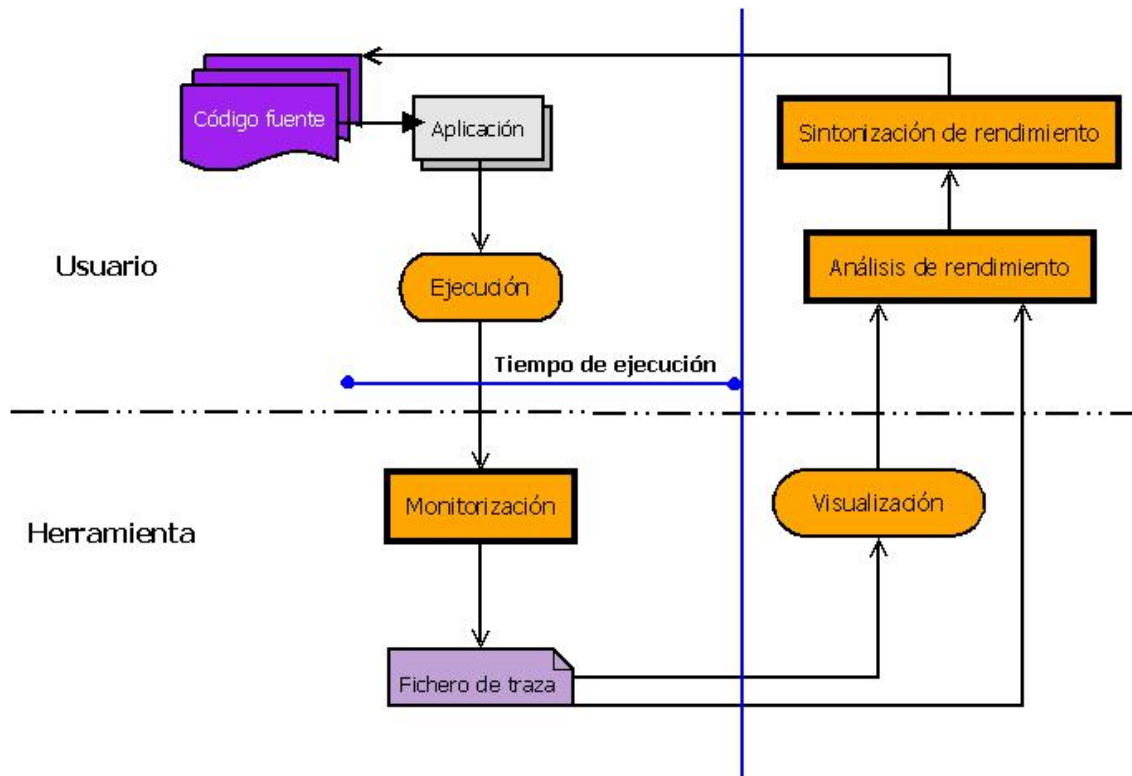 Código fuente
Aplicación
Sintonización de rendimiento
Usuario
Ejecución
Análisis de rendimiento
Tiempo de ejecución
Herramienta
Monitorización
Visualización
Fichero de traza